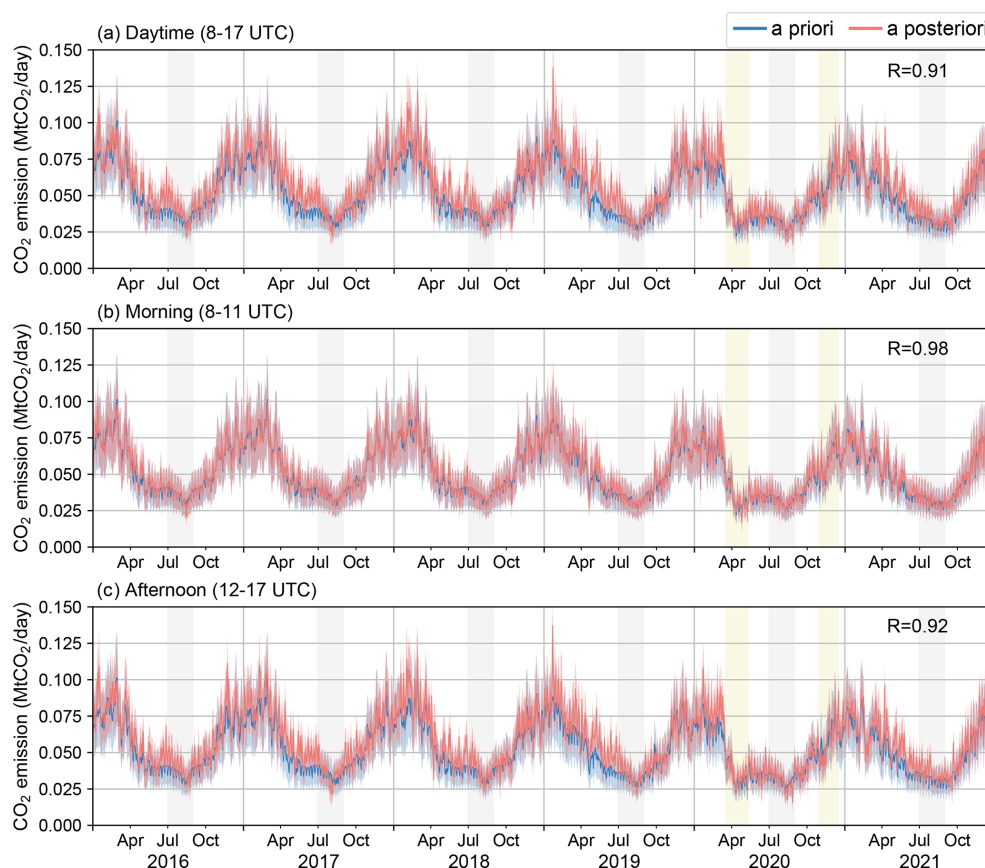 a priori a posteriori
(a) Daytime (8-17 UTC)
CO2 emission (MtCO2/day)
0.150
0.125
0.100
0.075
0.050
0.025
0.000
R=0.91
Apr Jul Oct Apr Jul Oct Apr Jul Oct Apr Jul Oct Apr Jul Oct Apr Jul Oct
(b) Morning (8-11 UTC)
CO2 emission (MtCO2/day)
0.150
0.125
0.100
0.075
0.050
0.025
0.000
R=0.98
Apr Jul Oct Apr Jul Oct Apr Jul Oct Apr Jul Oct Apr Jul Oct Apr Jul Oct
(c) Afternoon (12-17 UTC)
CO2 emission (MtCO2/day)
0.150
0.125
0.100
0.075
0.050
0.025
0.000
R=0.92
Apr Jul Oct Apr Jul Oct Apr Jul Oct Apr Jul Oct Apr Jul Oct Apr Jul Oct
2016 2017 2018 2019 2020 2021